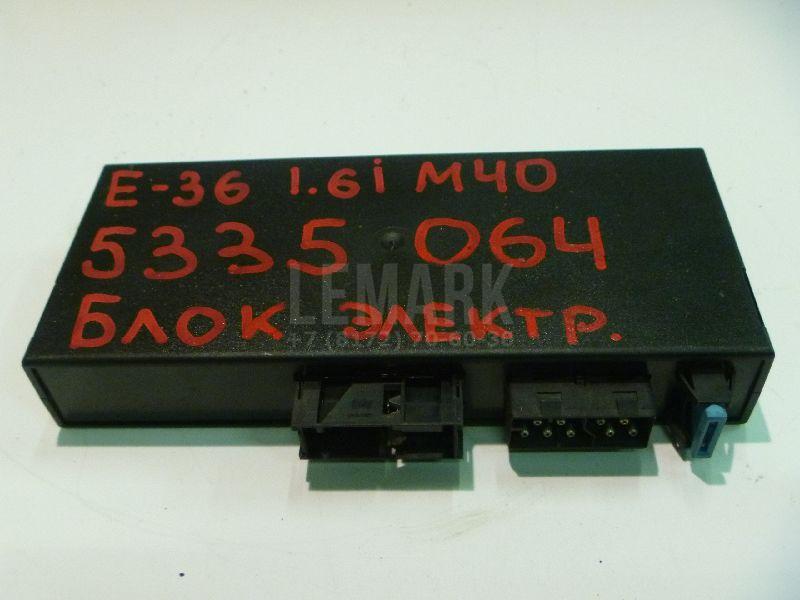 E-36 1.6i M40
5335 064
LEMARK
Блок электр.